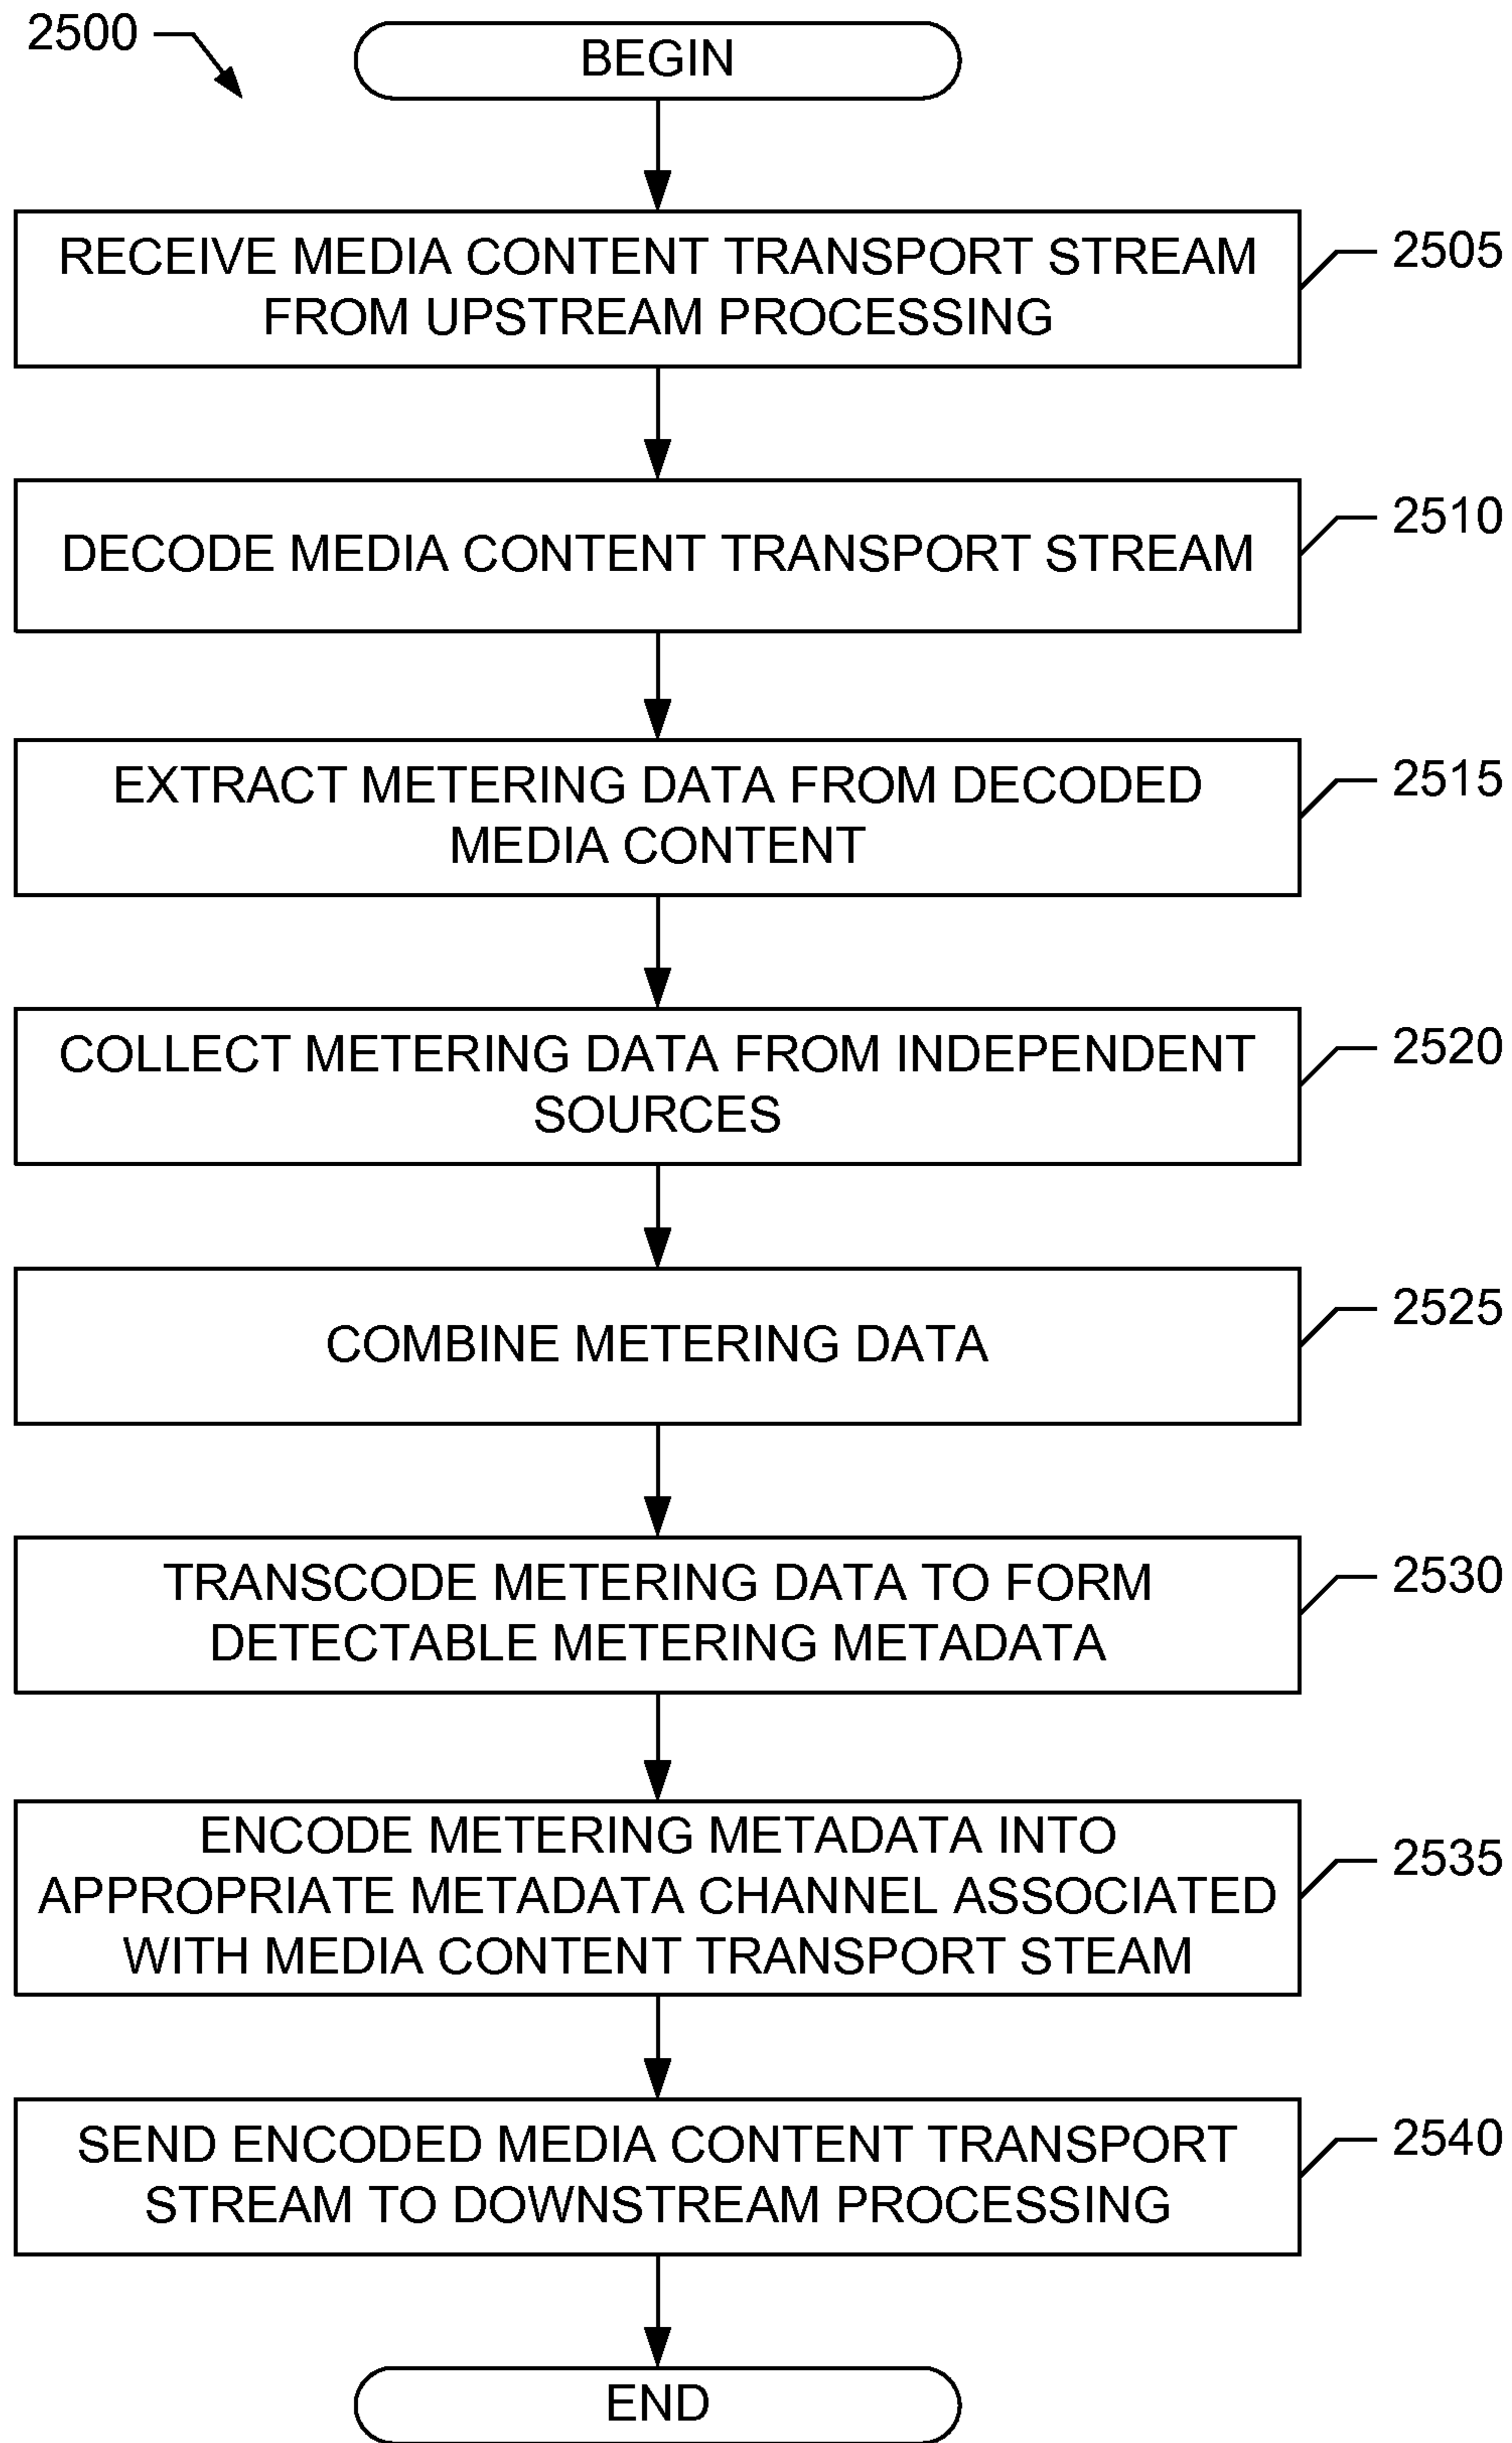 2500
BEGIN
RECEIVE MEDIA CONTENT TRANSPORT STREAM
FROM UPSTREAM PROCESSING
2505
DECODE MEDIA CONTENT TRANSPORT STREAM
2510
EXTRACT METERING DATA FROM DECODED
MEDIA CONTENT
2515
COLLECT METERING DATA FROM INDEPENDENT
SOURCES
2520
COMBINE METERING DATA
2525
TRANSCODE METERING DATA TO FORM
DETECTABLE METERING METADATA
2530
ENCODE METERING METADATA INTO
APPROPRIATE METADATA CHANNEL ASSOCIATED
WITH MEDIA CONTENT TRANSPORT STEAM
2535
SEND ENCODED MEDIA CONTENT TRANSPORT
STREAM TO DOWNSTREAM PROCESSING
2540
END